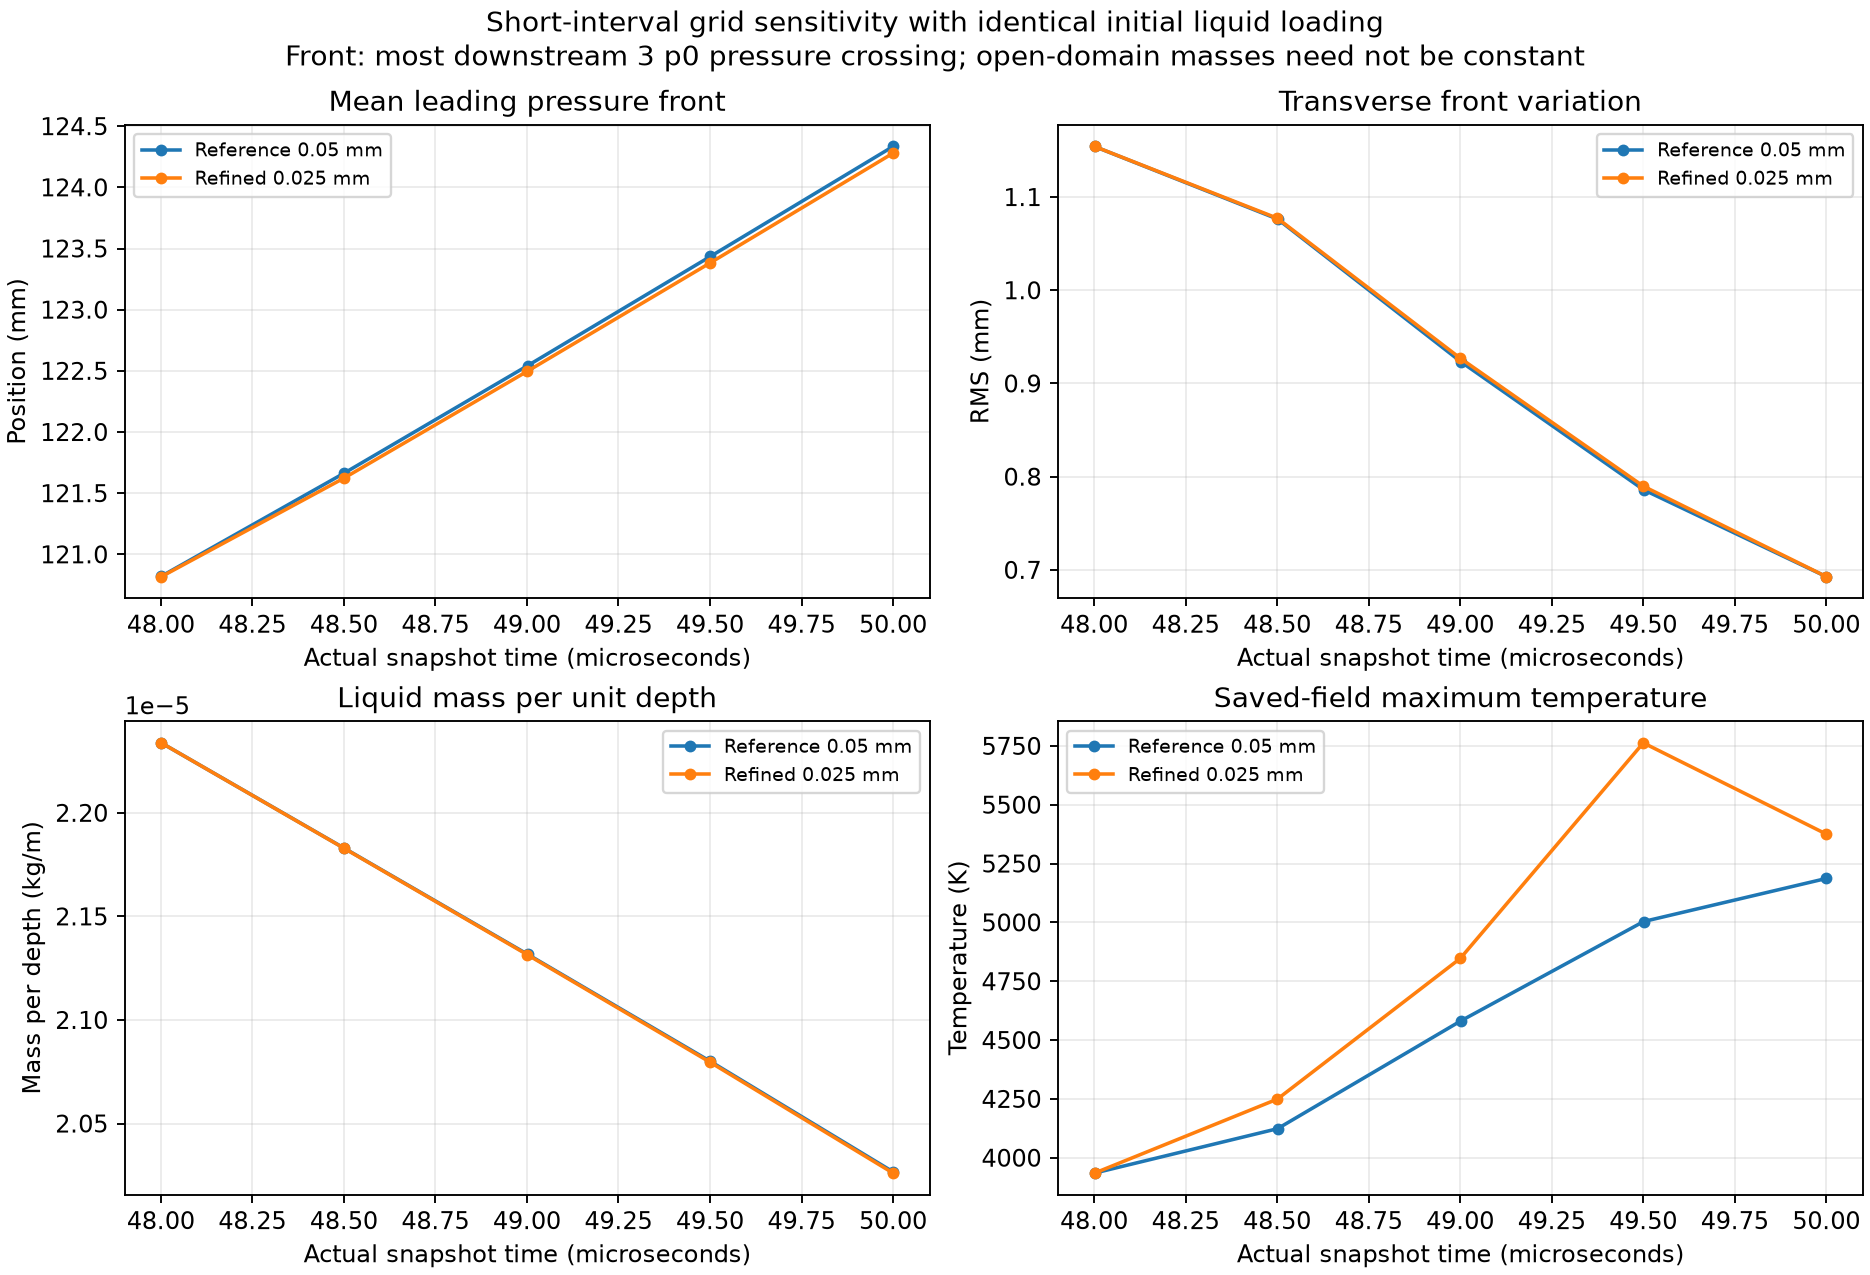 Short-interval grid sensitivity with identical initial liquid loading
Front: most downstream 3 p0 pressure crossing; open-domain masses need not be constant
Mean leading pressure front
Position (mm)
124.5
124.0
123.5
123.0
122.5
122.0
121.5
121.0
Reference 0.05 mm
Refined 0.025 mm
48.00 48.25 48.50 48.75 49.00 49.25 49.50 49.75 50.00
Actual snapshot time (microseconds)
Transverse front variation
RMS (mm)
1.1
1.0
0.9
0.8
0.7
Reference 0.05 mm
Refined 0.025 mm
48.00 48.25 48.50 48.75 49.00 49.25 49.50 49.75 50.00
Actual snapshot time (microseconds)
Liquid mass per unit depth
1e−5
Mass per depth (kg/m)
2.20
2.15
2.10
2.05
Reference 0.05 mm
Refined 0.025 mm
48.00 48.25 48.50 48.75 49.00 49.25 49.50 49.75 50.00
Actual snapshot time (microseconds)
Saved-field maximum temperature
Temperature (K)
5750
5500
5250
5000
4750
4500
4250
4000
Reference 0.05 mm
Refined 0.025 mm
48.00 48.25 48.50 48.75 49.00 49.25 49.50 49.75 50.00
Actual snapshot time (microseconds)